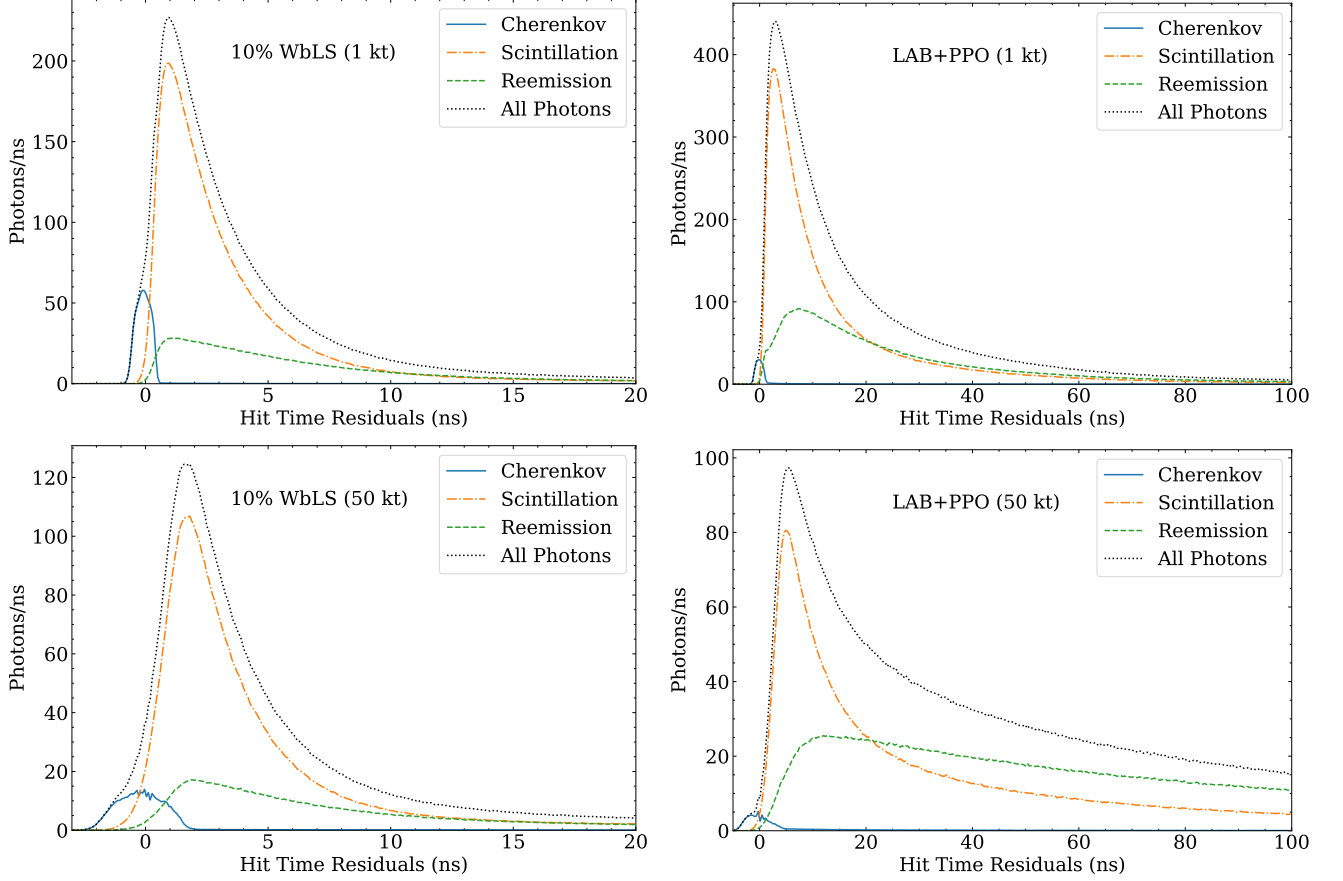 10% WbLS (1 kt)
Cherenkov
Scintillation
Reemission
All Photons
Photons/ns
0
50
100
150
200
0
5
10
15
20
Hit Time Residuals (ns)
LAB+PPO (1 kt)
Cherenkov
Scintillation
Reemission
All Photons
Photons/ns
0
100
200
300
400
0
20
40
60
80
100
Hit Time Residuals (ns)
10% WbLS (50 kt)
Cherenkov
Scintillation
Reemission
All Photons
Photons/ns
0
20
40
60
80
100
120
0
5
10
15
20
Hit Time Residuals (ns)
LAB+PPO (50 kt)
Cherenkov
Scintillation
Reemission
All Photons
Photons/ns
0
20
40
60
80
100
0
20
40
60
80
100
Hit Time Residuals (ns)